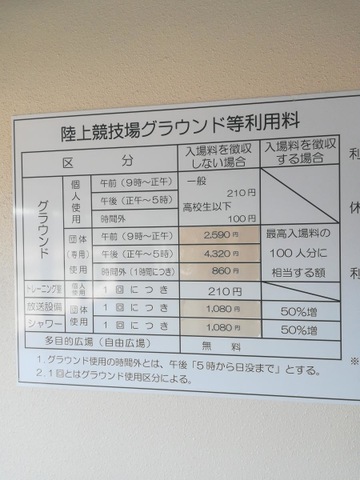 陸上競技場グラウンド等利用料
区 分 入場料を徴収しない場合 入場料を徴収する場合
グラウンド 個人使用 午前（9時〜正午） 一般
午後（正午〜5時） 210円
高校生以下
時間外 100円
団体（専用）使用 午前（9時〜正午） 2,590円 最高入場料の
午後（正午〜5時） 4,320円 100人分に
時間外（1時間につき） 860円 相当する額
トレーニング室 個人使用 1回につき 210円
放送設備 団体使用 1回につき 1,080円 50%増
シャワー 1回につき 1,080円 50%増
多目的広場（自由広場） 無 料
1. グラウンド使用の時間外とは、午後「5時から日没まで」とする。
2. 1回とはグラウンド使用区分による。
利
休
利